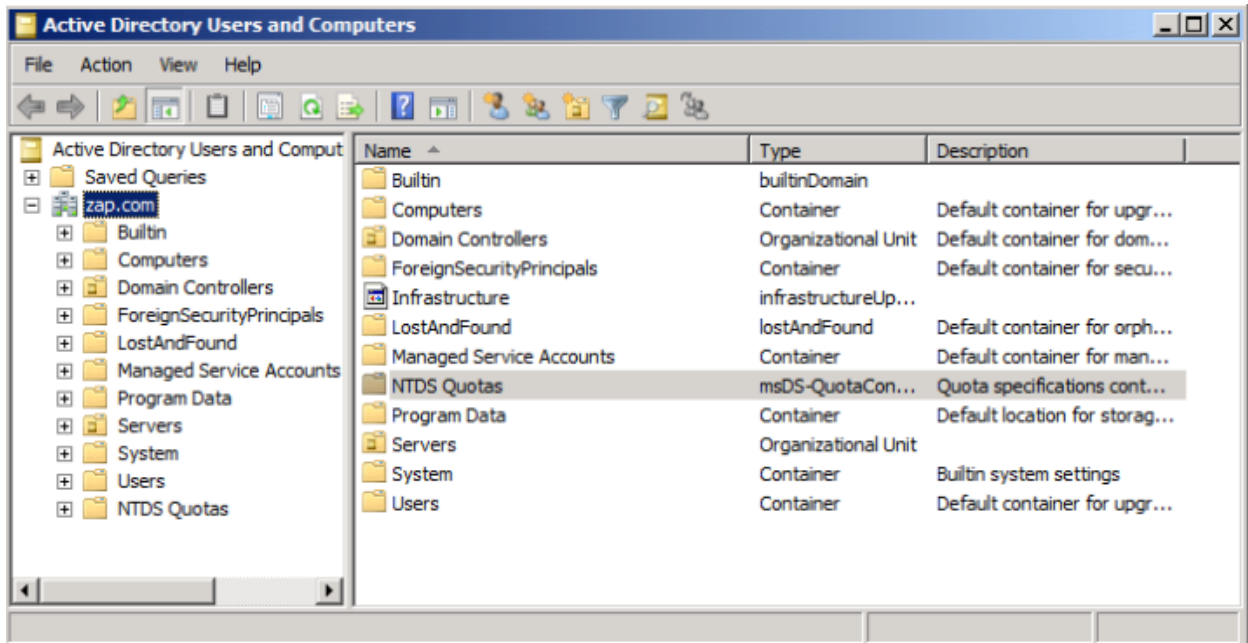 Active Directory Users and Computers
File Action View Help
Active Directory Users and Comput
Saved Queries
zap.com
Builtin
Computers
Domain Controllers
ForeignSecurityPrincipals
LostAndFound
Managed Service Accounts
Program Data
Servers
System
Users
NTDS Quotas
Name Type Description
Builtin builtinDomain
Computers Container Default container for upgr...
Domain Controllers Organizational Unit Default container for dom...
ForeignSecurityPrincipals Container Default container for secu...
Infrastructure infrastructureUp...
LostAndFound lostAndFound Default container for orph...
Managed Service Accounts Container Default container for man...
NTDS Quotas msDS-QuotaCon... Quota specifications cont...
Program Data Container Default location for storag...
Servers Organizational Unit
System Container Builtin system settings
Users Container Default container for upgr...